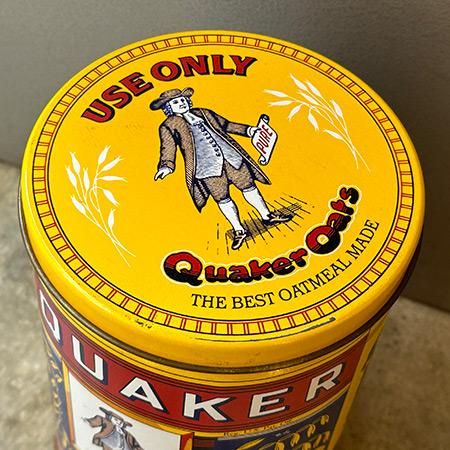 USE ONLY
PURE
Quaker Oats
THE BEST OATMEAL MADE
QUAKER